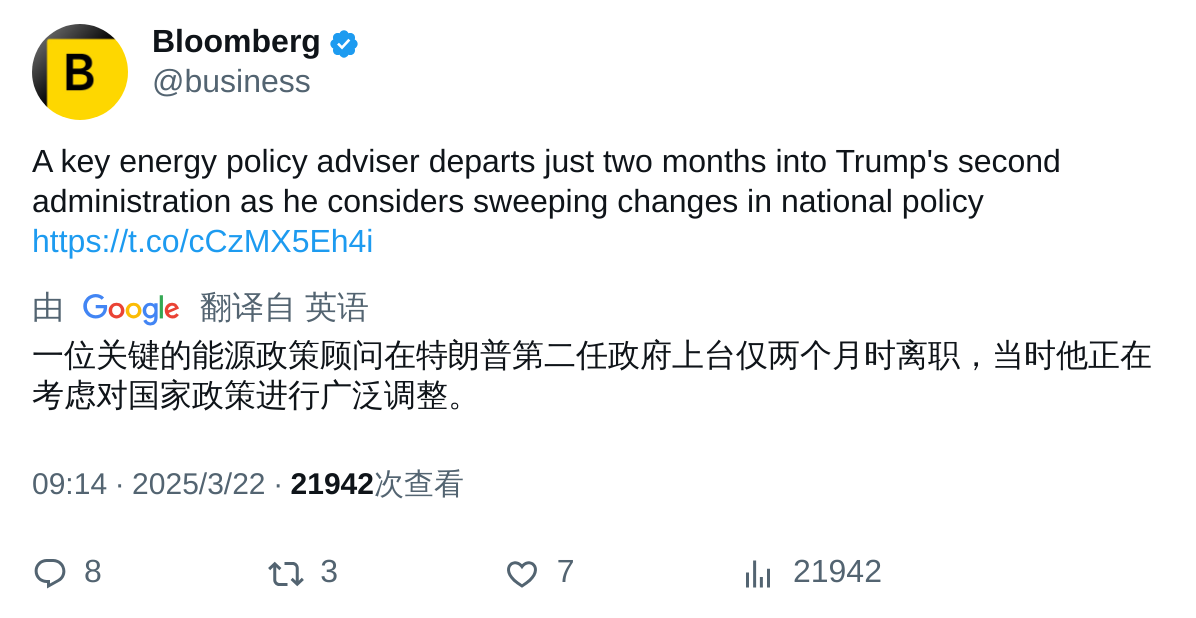 B
Bloomberg
@business
A key energy policy adviser departs just two months into Trump's second
administration as he considers sweeping changes in national policy
https://t.co/cCzMX5Eh4i
由 Google 翻译自 英语
一位关键的能源政策顾问在特朗普第二任政府上台仅两个月时离职，当时他正在
考虑对国家政策进行广泛调整。
09:14 · 2025/3/22 · 21942次查看
8 3 7 21942